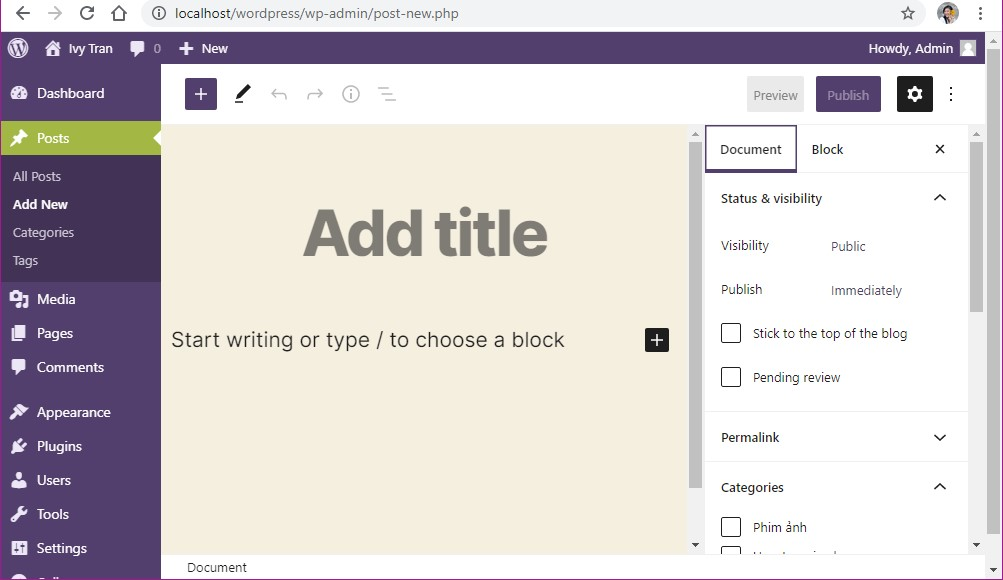 localhost/wordpress/wp-admin/post-new.php
Ivy Tran
0
New
Howdy, Admin
Dashboard
Posts
All Posts
Add New
Categories
Tags
Media
Pages
Comments
Appearance
Plugins
Users
Tools
Settings
Preview
Publish
Add title
Start writing or type / to choose a block
Document
Block
Status & visibility
Visibility
Public
Publish
Immediately
Stick to the top of the blog
Pending review
Permalink
Categories
Phim ảnh
Document